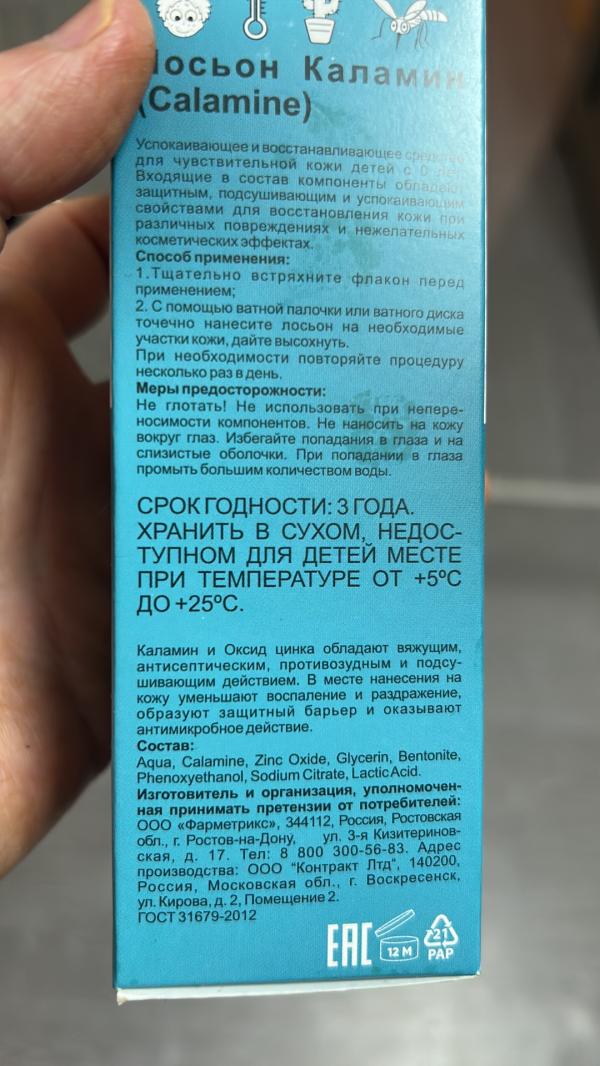 Лосьон Каламин
(Calamine)
Успокаивающее и восстанавливающее средство
для чувствительной кожи детей с 0 лет.
Входящие в состав компоненты обладают
защитным, подсушивающим и успокаивающим
свойствами для восстановления кожи при
различных повреждениях и нежелательных
косметических эффектах.
Способ применения:
1.Тщательно встряхните флакон перед
применением;
2. С помощью ватной палочки или ватного диска
точечно нанесите лосьон на необходимые
участки кожи, дайте высохнуть.
При необходимости повторяйте процедуру
несколько раз в день.
Меры предосторожности:
Не глотать! Не использовать при непере-
носимости компонентов. Не наносить на кожу
вокруг глаз. Избегайте попадания в глаза и на
слизистые оболочки. При попадании в глаза
промыть большим количеством воды.
СРОК ГОДНОСТИ: 3 ГОДА.
ХРАНИТЬ В СУХОМ, НЕДОС-
ТУПНОМ ДЛЯ ДЕТЕЙ МЕСТЕ
ПРИ ТЕМПЕРАТУРЕ ОТ +5ºС
ДО +25ºС.
Каламин и Оксид цинка обладают вяжущим,
антисептическим, противозудным и подсу-
шивающим действием. В месте нанесения на
кожу уменьшают воспаление и раздражение,
образуют защитный барьер и оказывают
антимикробное действие.
Состав:
Aqua, Calamine, Zinc Oxide, Glycerin, Bentonite,
Phenoxyethanol, Sodium Citrate, Lactic Acid.
Изготовитель и организация, уполномочен-
ная принимать претензии от потребителей:
ООО «Фарметрикс», 344112, Россия, Ростовская
обл., г. Ростов-на-Дону, ул. 3-я Кизитеринов-
ская, д. 17. Тел: 8 800 300-56-83. Адрес
производства: ООО "Контракт Лтд", 140200,
Россия, Московская обл., г. Воскресенск,
ул. Кирова, д. 2, Помещение 2.
ГОСТ 31679-2012
ЕАС
12 М
21
PAP